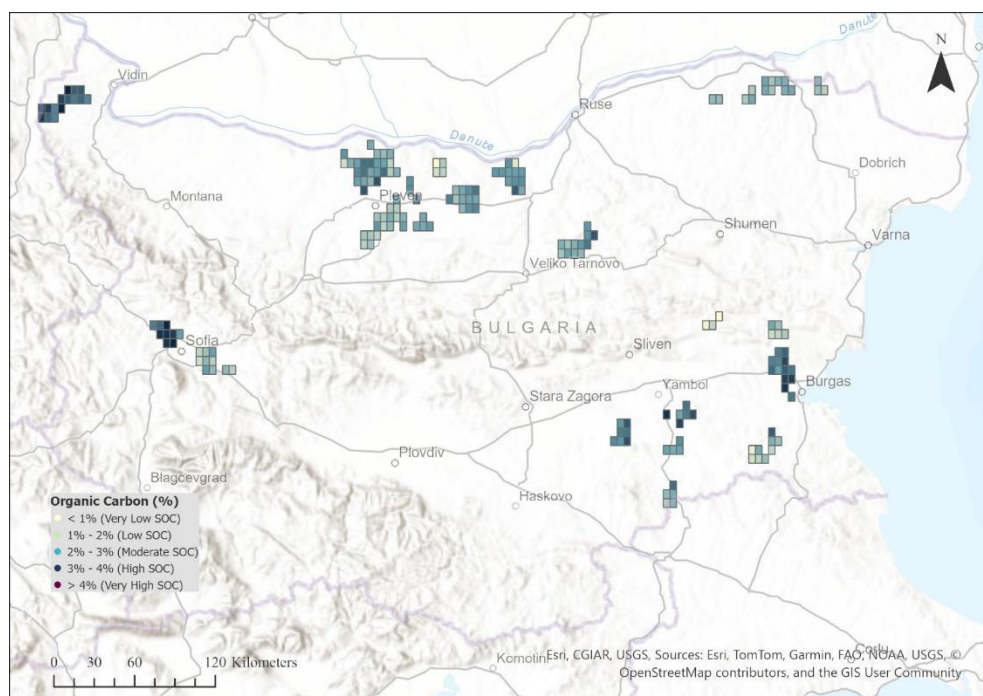 N
Vidin
Ruse
Danube
Danube
Dobrich
Montana
Pleven
Shumen
Varna
Veliko Tarnovo
BULGARIA
Sofia
Sliven
Yambol
Burgas
Stara Zagora
Plovdiv
Blagoevgrad
Haskovo
Organic Carbon (%)
< 1% (Very Low SOC)
1% - 2% (Low SOC)
2% - 3% (Moderate SOC)
3% - 4% (High SOC)
> 4% (Very High SOC)
0 30 60 120 Kilometers
Komotini
Corlu
Esri, CGIAR, USGS, Sources: Esri, TomTom, Garmin, FAO, NOAA, USGS, ©
OpenStreetMap contributors, and the GIS User Community